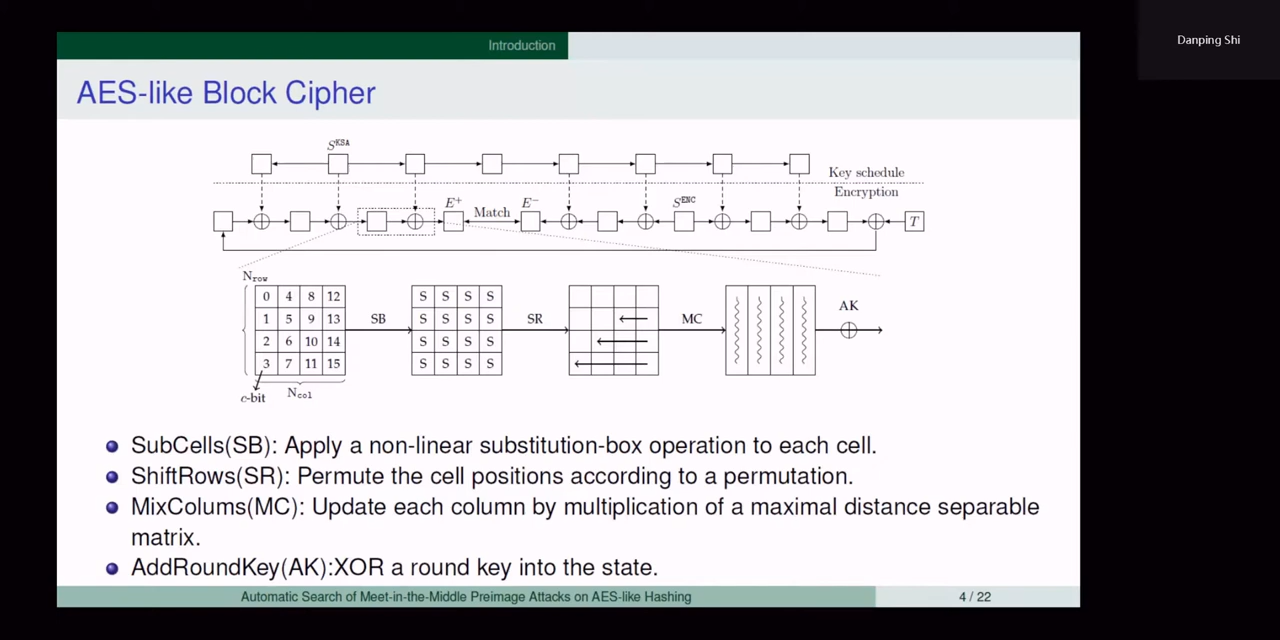 Danping Shi
Introduction
AES-like Block Cipher
S^KSA
Key schedule
Encryption
E^+ Match E^- S^ENC T
N_row
0 4 8 12 S S S S
1 5 9 13 SB S S S S SR MC AK
2 6 10 14 S S S S
3 7 11 15 S S S S
c-bit N_col
SubCells(SB): Apply a non-linear substitution-box operation to each cell.
ShiftRows(SR): Permute the cell positions according to a permutation.
MixColums(MC): Update each column by multiplication of a maximal distance separable
matrix.
AddRoundKey(AK):XOR a round key into the state.
Automatic Search of Meet-in-the-Middle Preimage Attacks on AES-like Hashing 4 / 22